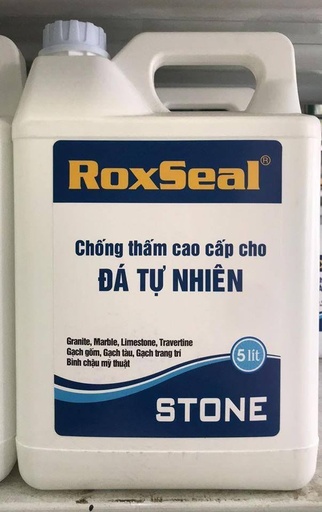 RoxSeal®
Chống thấm cao cấp cho
ĐÁ TỰ NHIÊN
Granite, Marble, Limestone, Travertine
Gạch gốm, Gạch tàu, Gạch trang trí
Bình chậu mỹ thuật
5 lít
STONE